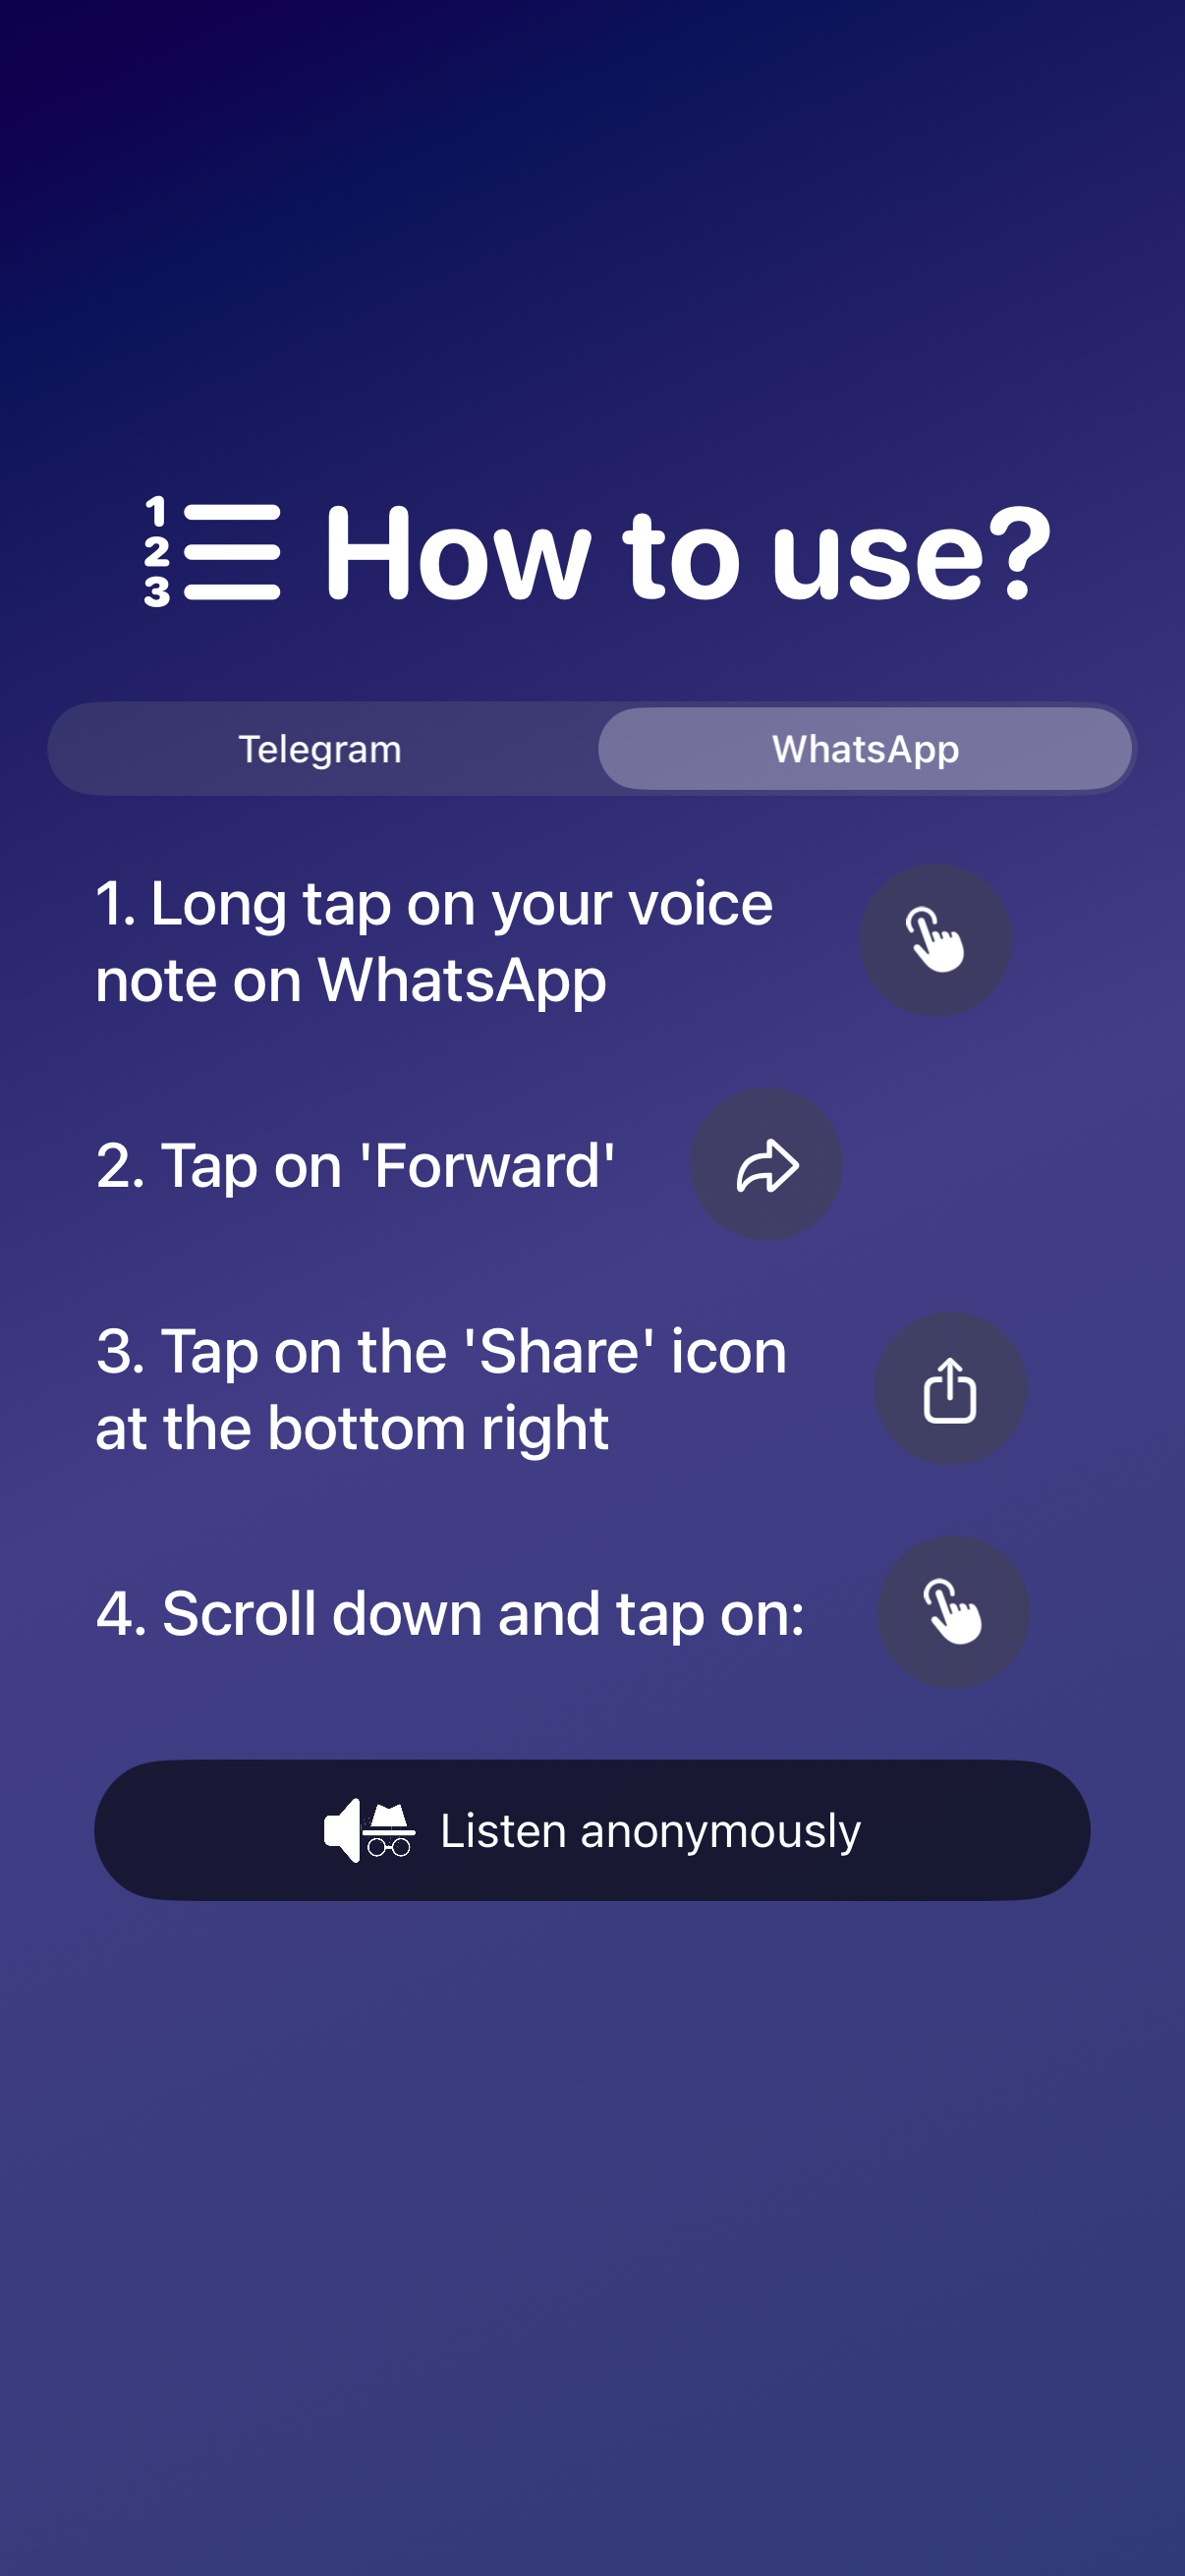 1
2
3
How to use?
Telegram
WhatsApp
1. Long tap on your voice
note on WhatsApp
2. Tap on 'Forward'
3. Tap on the 'Share' icon
at the bottom right
4. Scroll down and tap on:
Listen anonymously